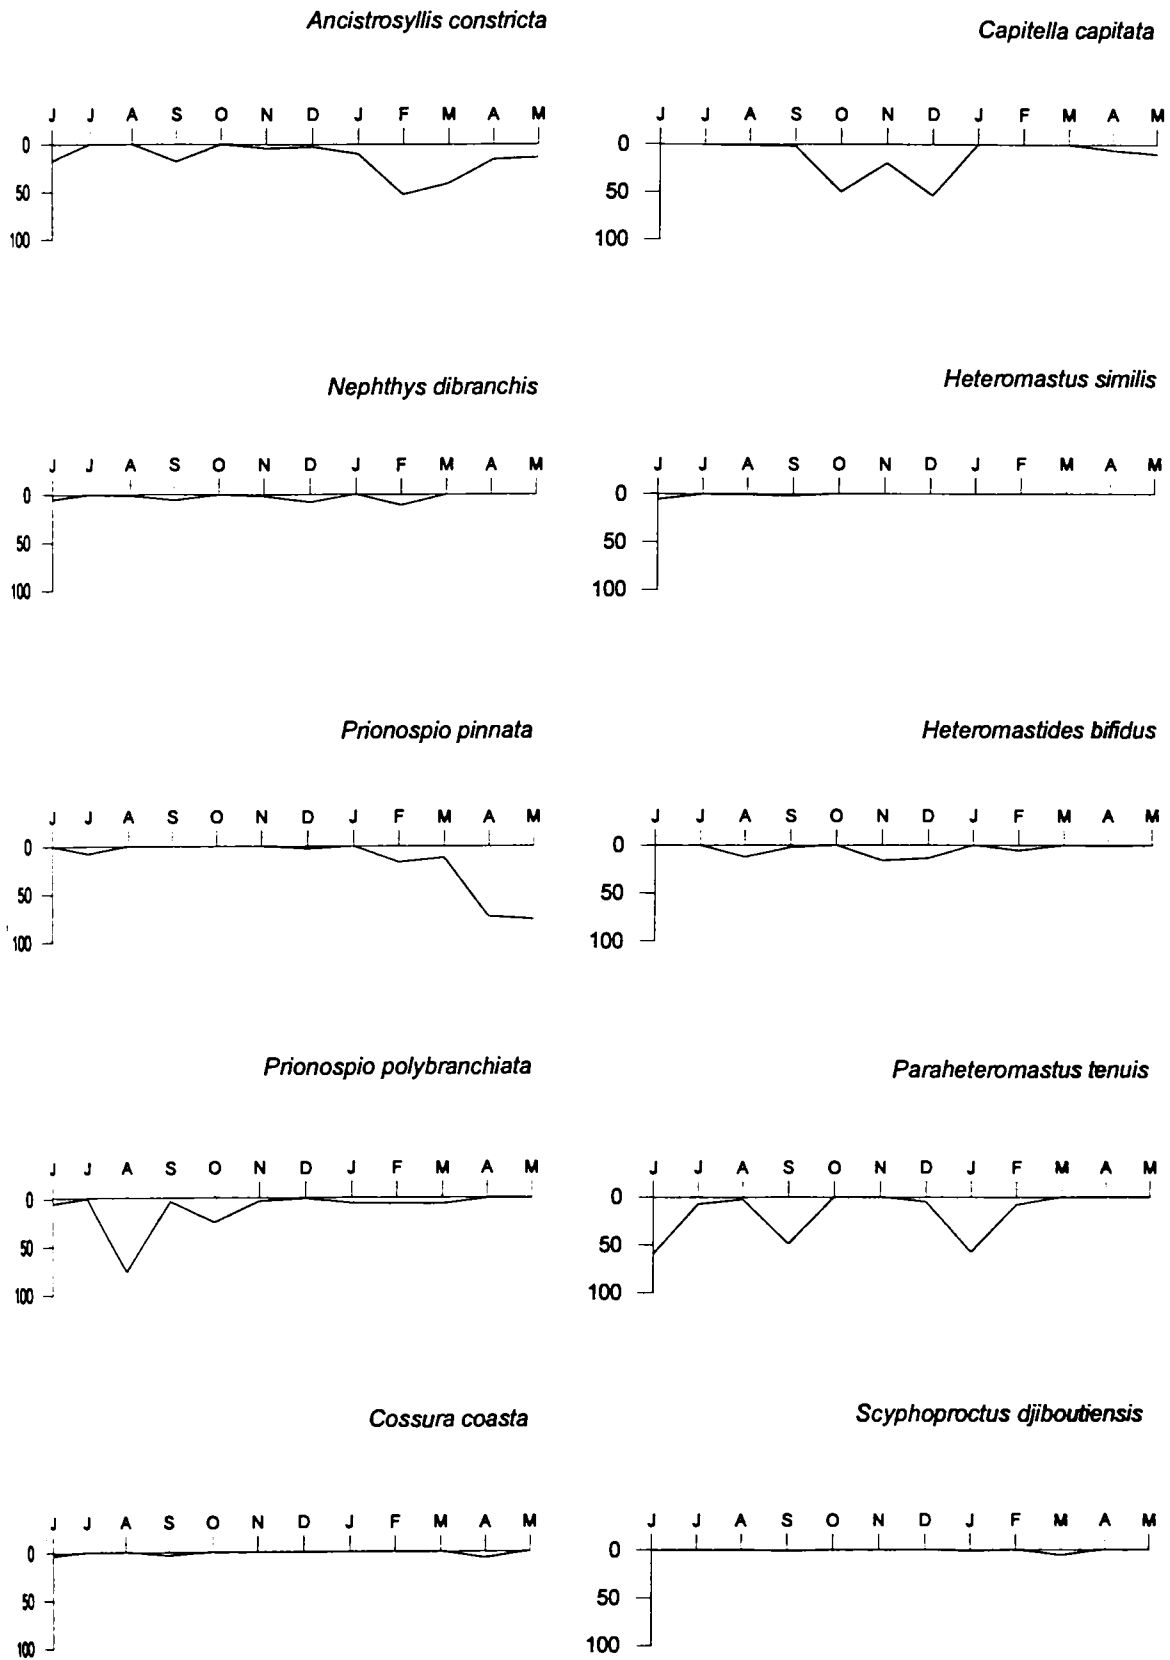 Ancistrosyllis constricta
J J A S O N D J F M A M
0
50
100
Capitella capitata
J J A S O N D J F M A M
0
50
100
Nephthys dibranchis
J J A S O N D J F M A M
0
50
100
Heteromastus similis
J J A S O N D J F M A M
0
50
100
Prionospio pinnata
J J A S O N D J F M A M
0
50
100
Heteromastides bifidus
J J A S O N D J F M A M
0
50
100
Prionospio polybranchiata
J J A S O N D J F M A M
0
50
100
Paraheteromastus tenuis
J J A S O N D J F M A M
0
50
100
Cossura coasta
J J A S O N D J F M A M
0
50
100
Scyphoproctus djiboutiensis
J J A S O N D J F M A M
0
50
100